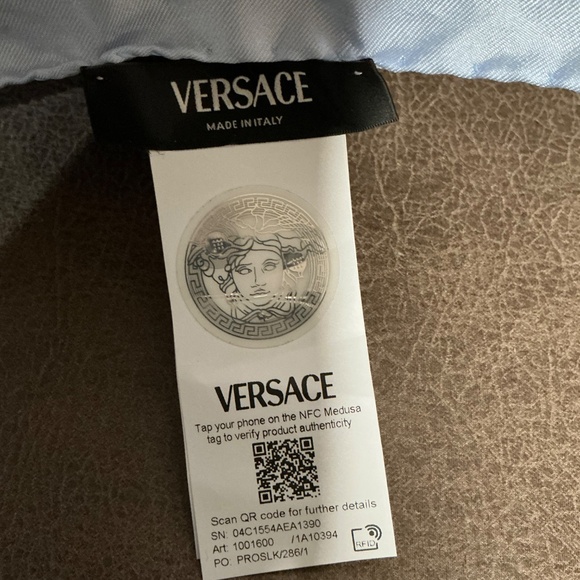 VERSACE
MADE IN ITALY
VERSACE
Tap your phone on the NFC Medusa
tag to verify product authenticity
Scan QR code for further details
SN: 04C1554AEA1390
Art: 1001600 /1A10394
PO: PROSLK/286/1
RFID